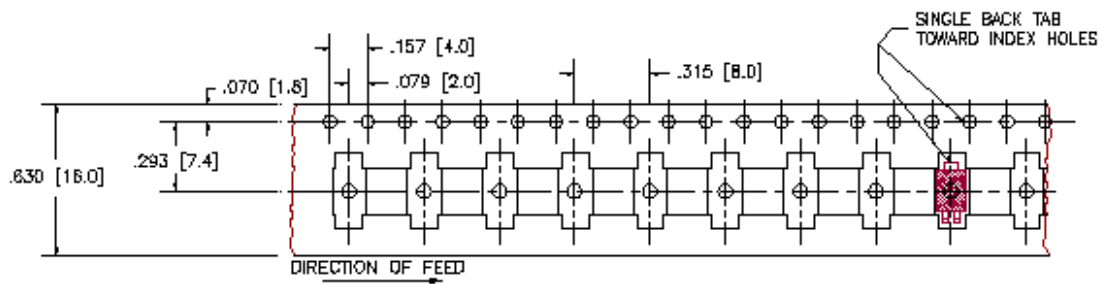 SINGLE BACK TAB
TOWARD INDEX HOLES
.157 [4.0]
.079 [2.0]
.315 [8.0]
.070 [1.8]
.293 [7.4]
.630 [16.0]
DIRECTION OF FEED